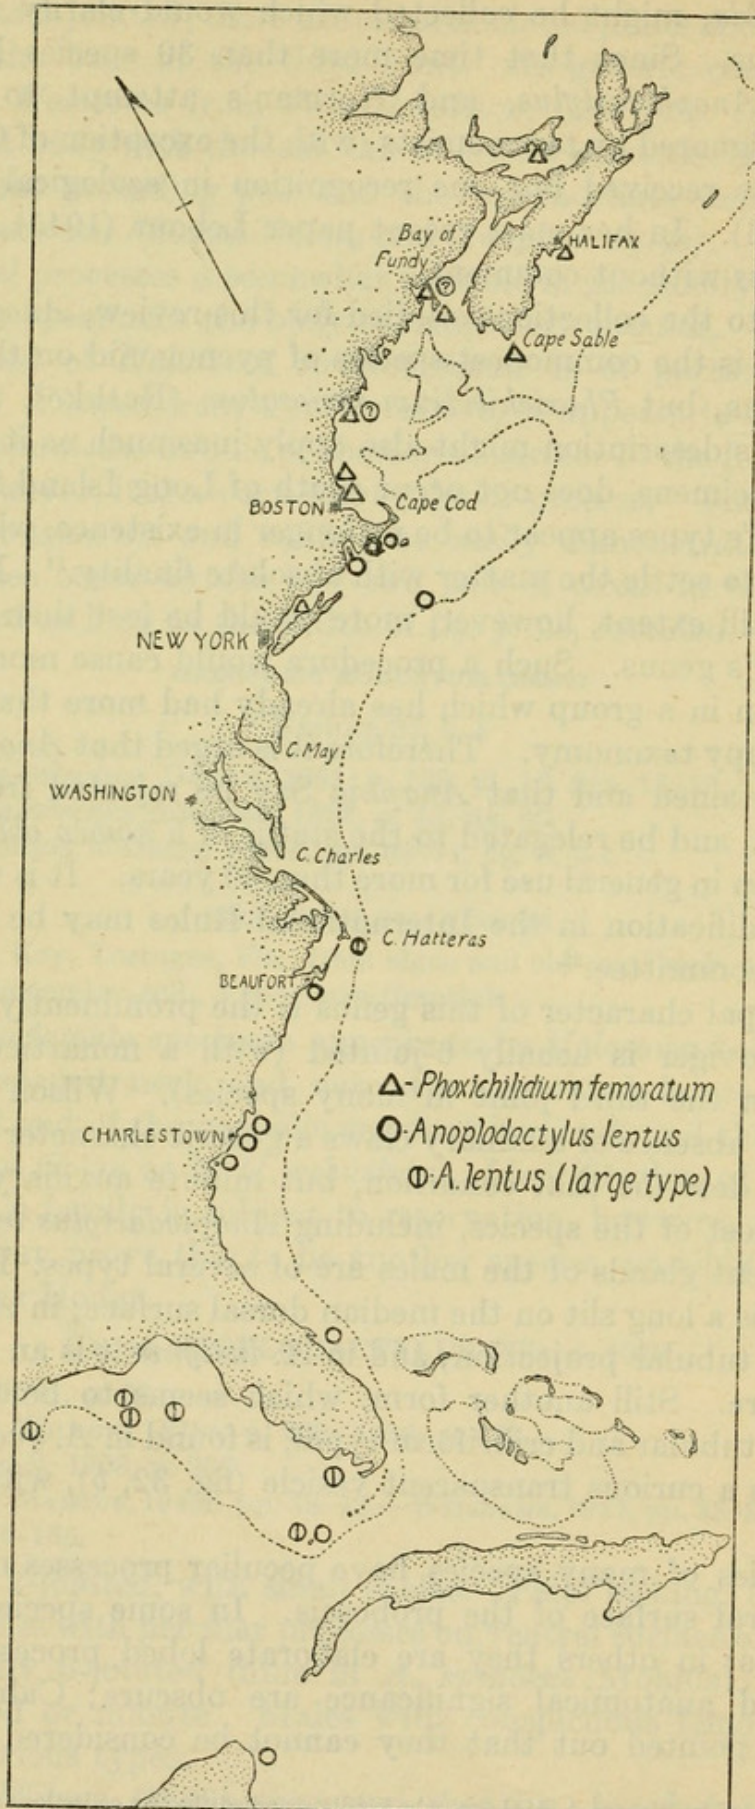 Bay of
Fundy
?
HALIFAX
Cape Sable
?
BOSTON
Cape Cod
NEW YORK
C. May
WASHINGTON
C. Charles
C. Hatteras
BEAUFORT
Δ-Phoxichilidium femoratum
CHARLESTOWN
O-Anoplodactylus lentus
⦶-A. lentus (large type)